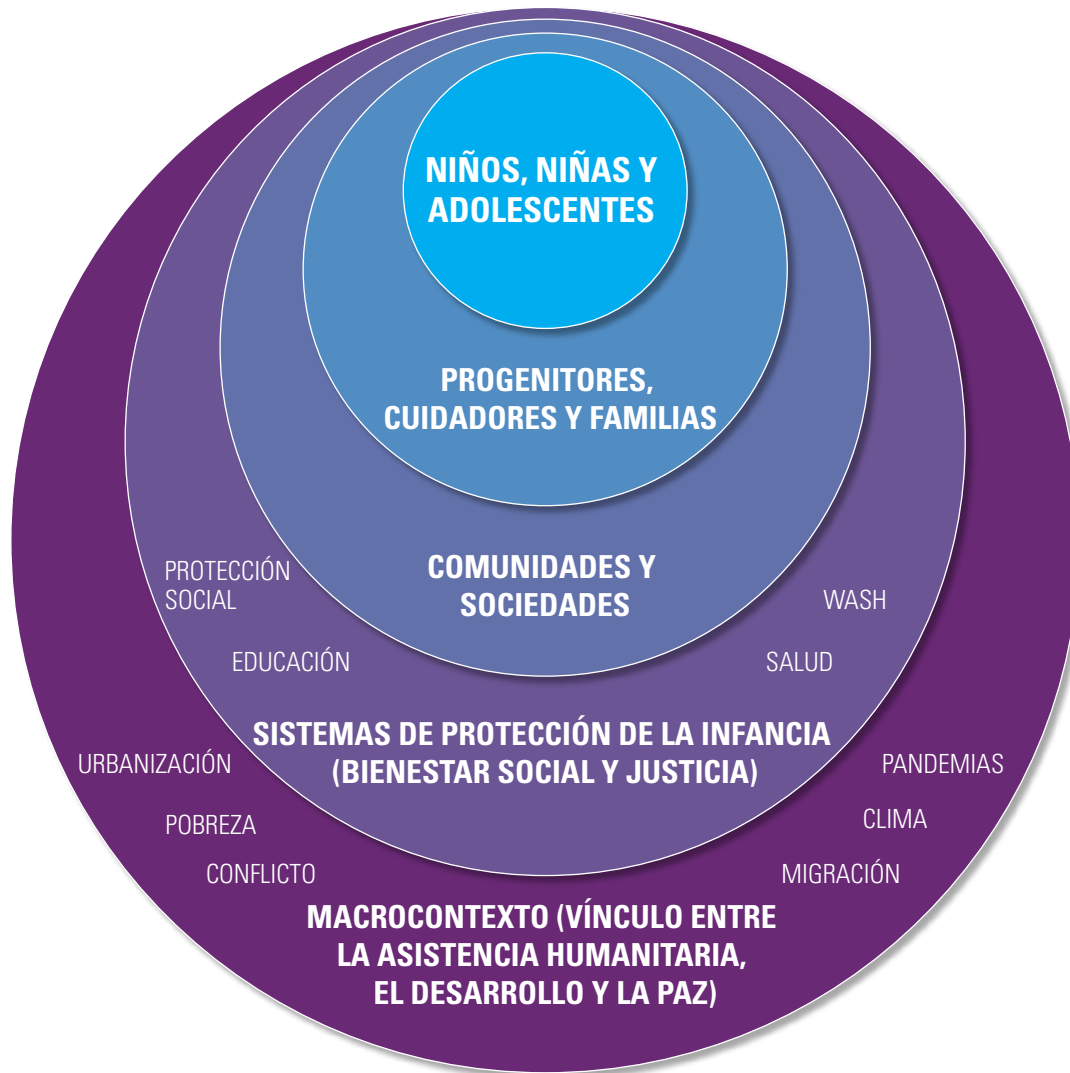 NIÑOS, NIÑAS Y
ADOLESCENTES
PROGENITORES,
CUIDADORES Y FAMILIAS
COMUNIDADES Y
SOCIEDADES
PROTECCIÓN
SOCIAL
WASH
EDUCACIÓN
SALUD
SISTEMAS DE PROTECCIÓN DE LA INFANCIA
(BIENESTAR SOCIAL Y JUSTICIA)
URBANIZACIÓN
PANDEMIAS
POBREZA
CLIMA
CONFLICTO
MIGRACIÓN
MACROCONTEXTO (VÍNCULO ENTRE
LA ASISTENCIA HUMANITARIA,
EL DESARROLLO Y LA PAZ)